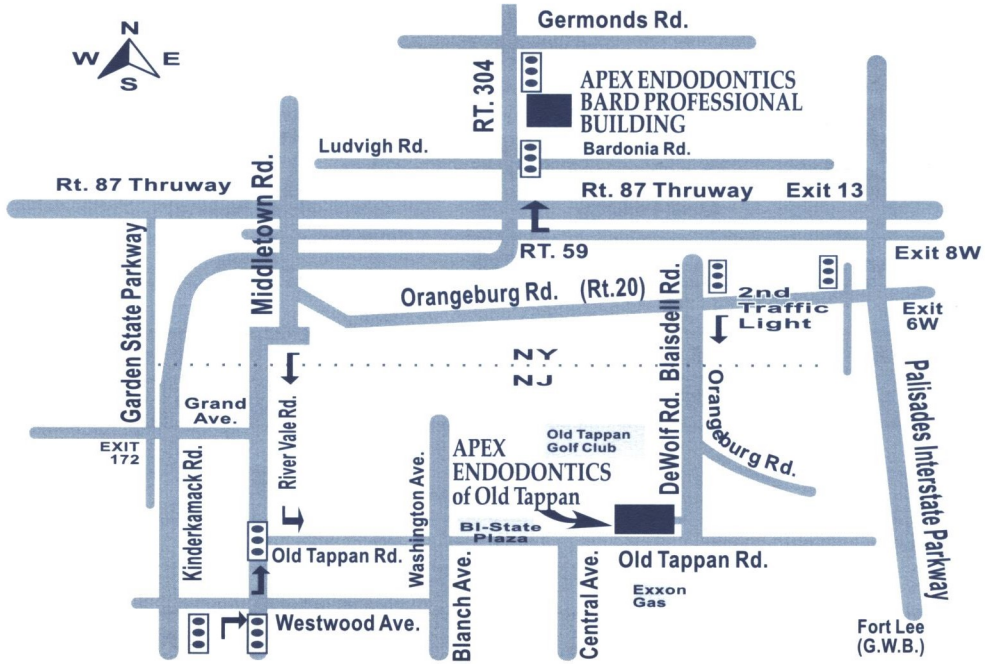 Germonds Rd.
N
W E
S
RT. 304
APEX ENDODONTICS
BARD PROFESSIONAL
BUILDING
Ludvigh Rd.
Bardonia Rd.
Middletown Rd.
Rt. 87 Thruway
Rt. 87 Thruway
Exit 13
Garden State Parkway
RT. 59
Exit 8W
Orangeburg Rd. (Rt.20)
Blaisdell Rd.
2nd
Traffic
Light
Exit
6W
NY
NJ
Palisades Interstate Parkway
Grand
Ave.
River Vale Rd.
EXIT
172
Kinderkamack Rd.
Washington Ave.
APEX
ENDODONTICS
of Old Tappan
Old Tappan
Golf Club
DeWolf Rd.
Orangeburg Rd.
BI-State
Plaza
Old Tappan Rd.
Old Tappan Rd.
Blanch Ave.
Central Ave.
Exxon
Gas
Westwood Ave.
Fort Lee
(G.W.B.)